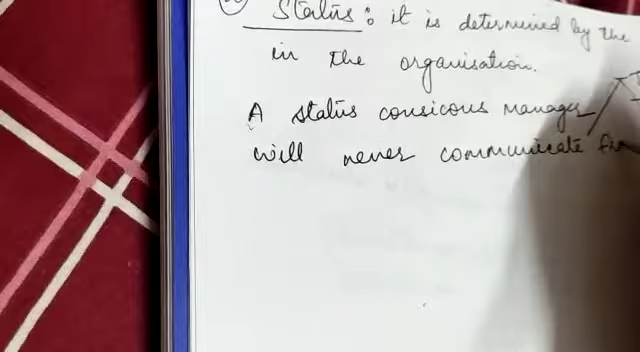 Status : it is determined by the
in the organisation.
A status consicous manager
will never communicate